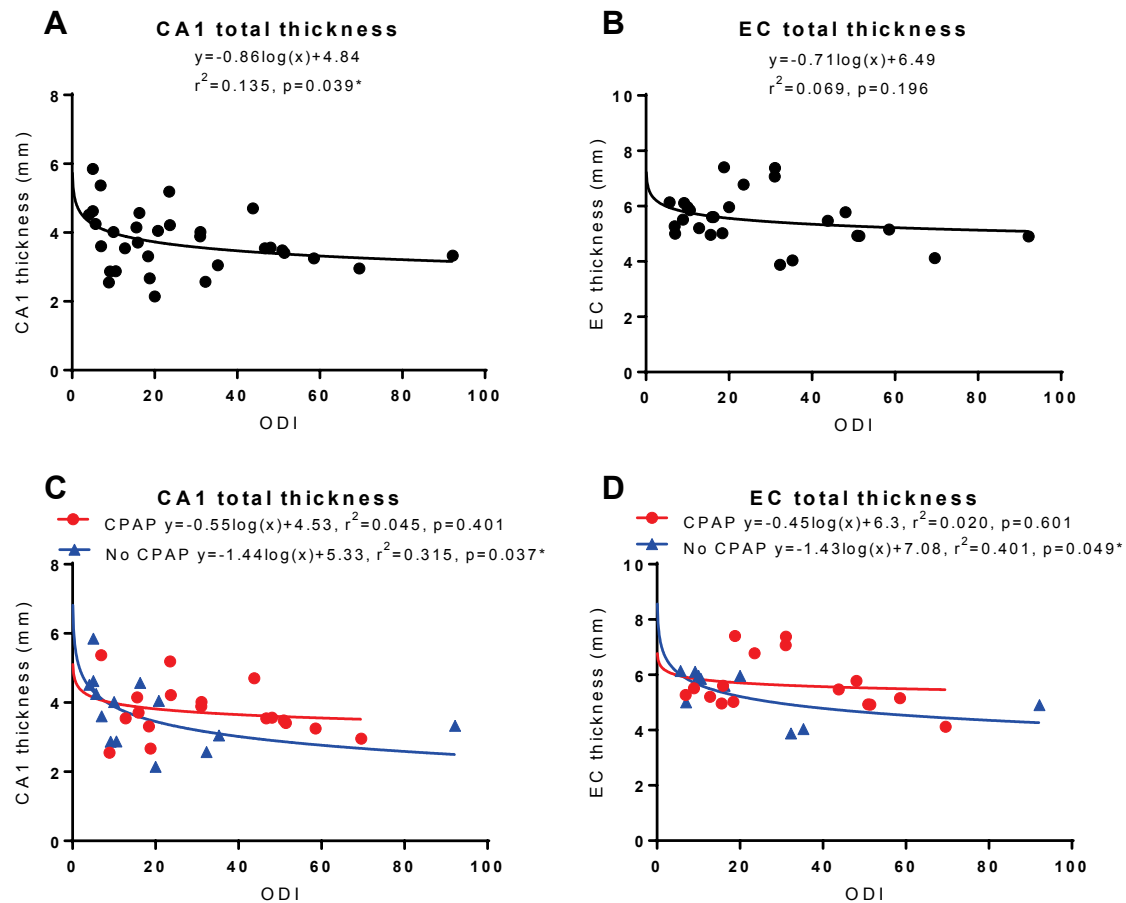 A
CA1 total thickness
y=-0.86log(x)+4.84
r²=0.135, p=0.039*
8
6
4
2
0
CA1 thickness (mm)
0 20 40 60 80 100
ODI
B
EC total thickness
y=-0.71log(x)+6.49
r²=0.069, p=0.196
10
8
6
4
2
0
EC thickness (mm)
0 20 40 60 80 100
ODI
C
CA1 total thickness
CPAP y=-0.55log(x)+4.53, r²=0.045, p=0.401
No CPAP y=-1.44log(x)+5.33, r²=0.315, p=0.037*
8
6
4
2
0
CA1 thickness (mm)
0 20 40 60 80 100
ODI
D
EC total thickness
CPAP y=-0.45log(x)+6.3, r²=0.020, p=0.601
No CPAP y=-1.43log(x)+7.08, r²=0.401, p=0.049*
10
8
6
4
2
0
EC thickness (mm)
0 20 40 60 80 100
ODI